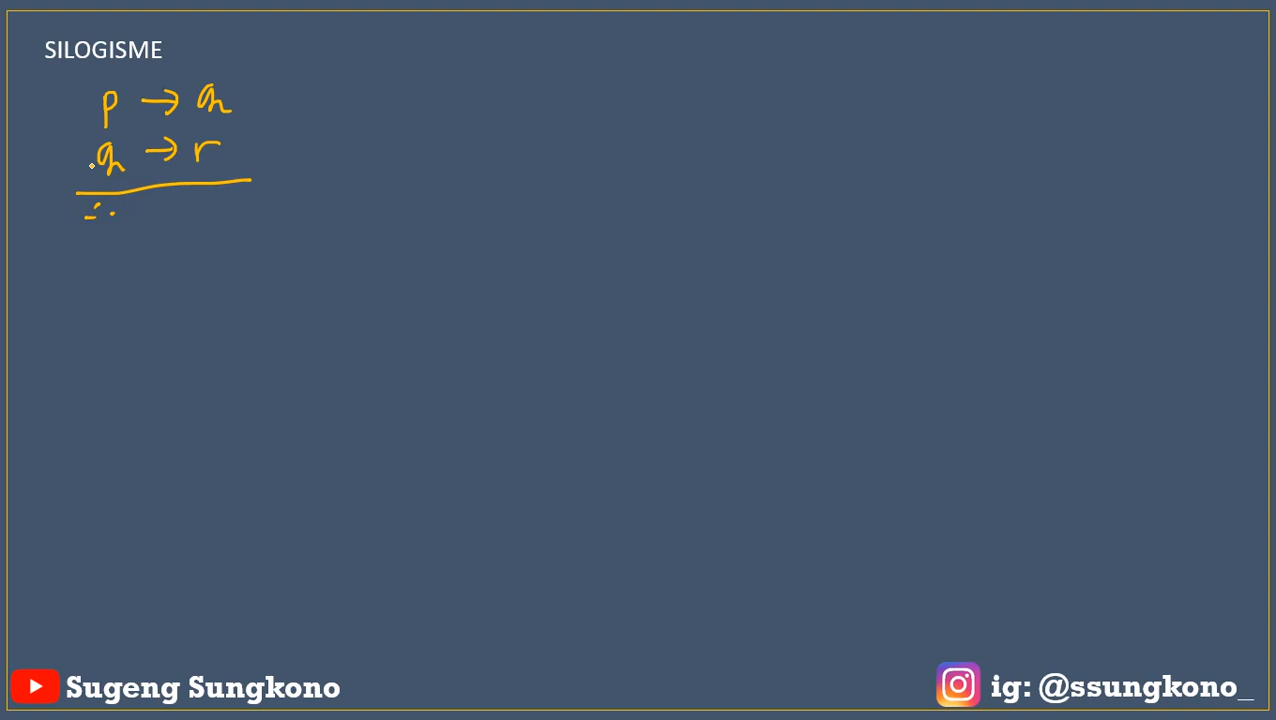 SILOGISME
p → q
q → r
∴
Sugeng Sungkono
ig: @ssungkono_